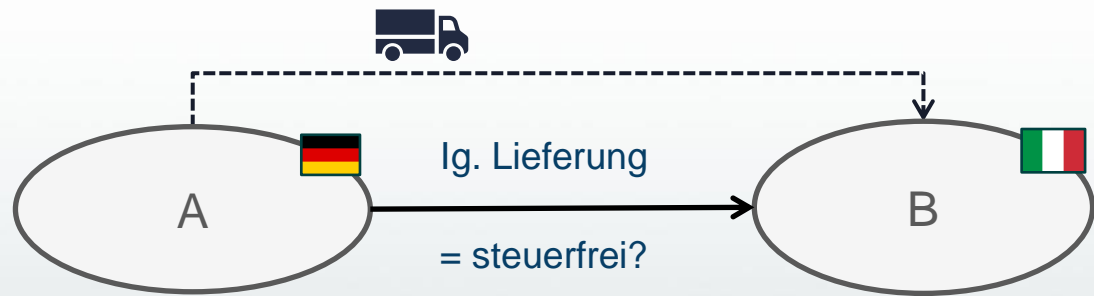 Ig. Lieferung
A
B
= steuerfrei?